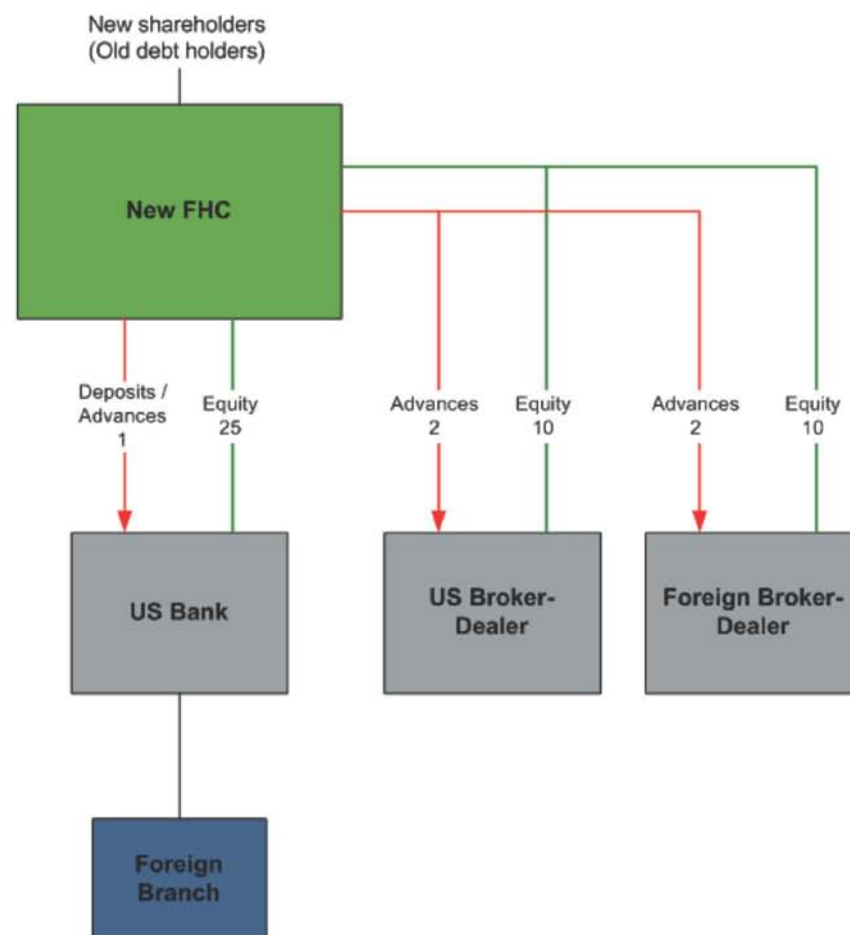 New shareholders
(Old debt holders)
New FHC
Deposits /
Advances
1
Equity
25
Advances
2
Equity
10
Advances
2
Equity
10
US Bank
US Broker-
Dealer
Foreign Broker-
Dealer
Foreign
Branch